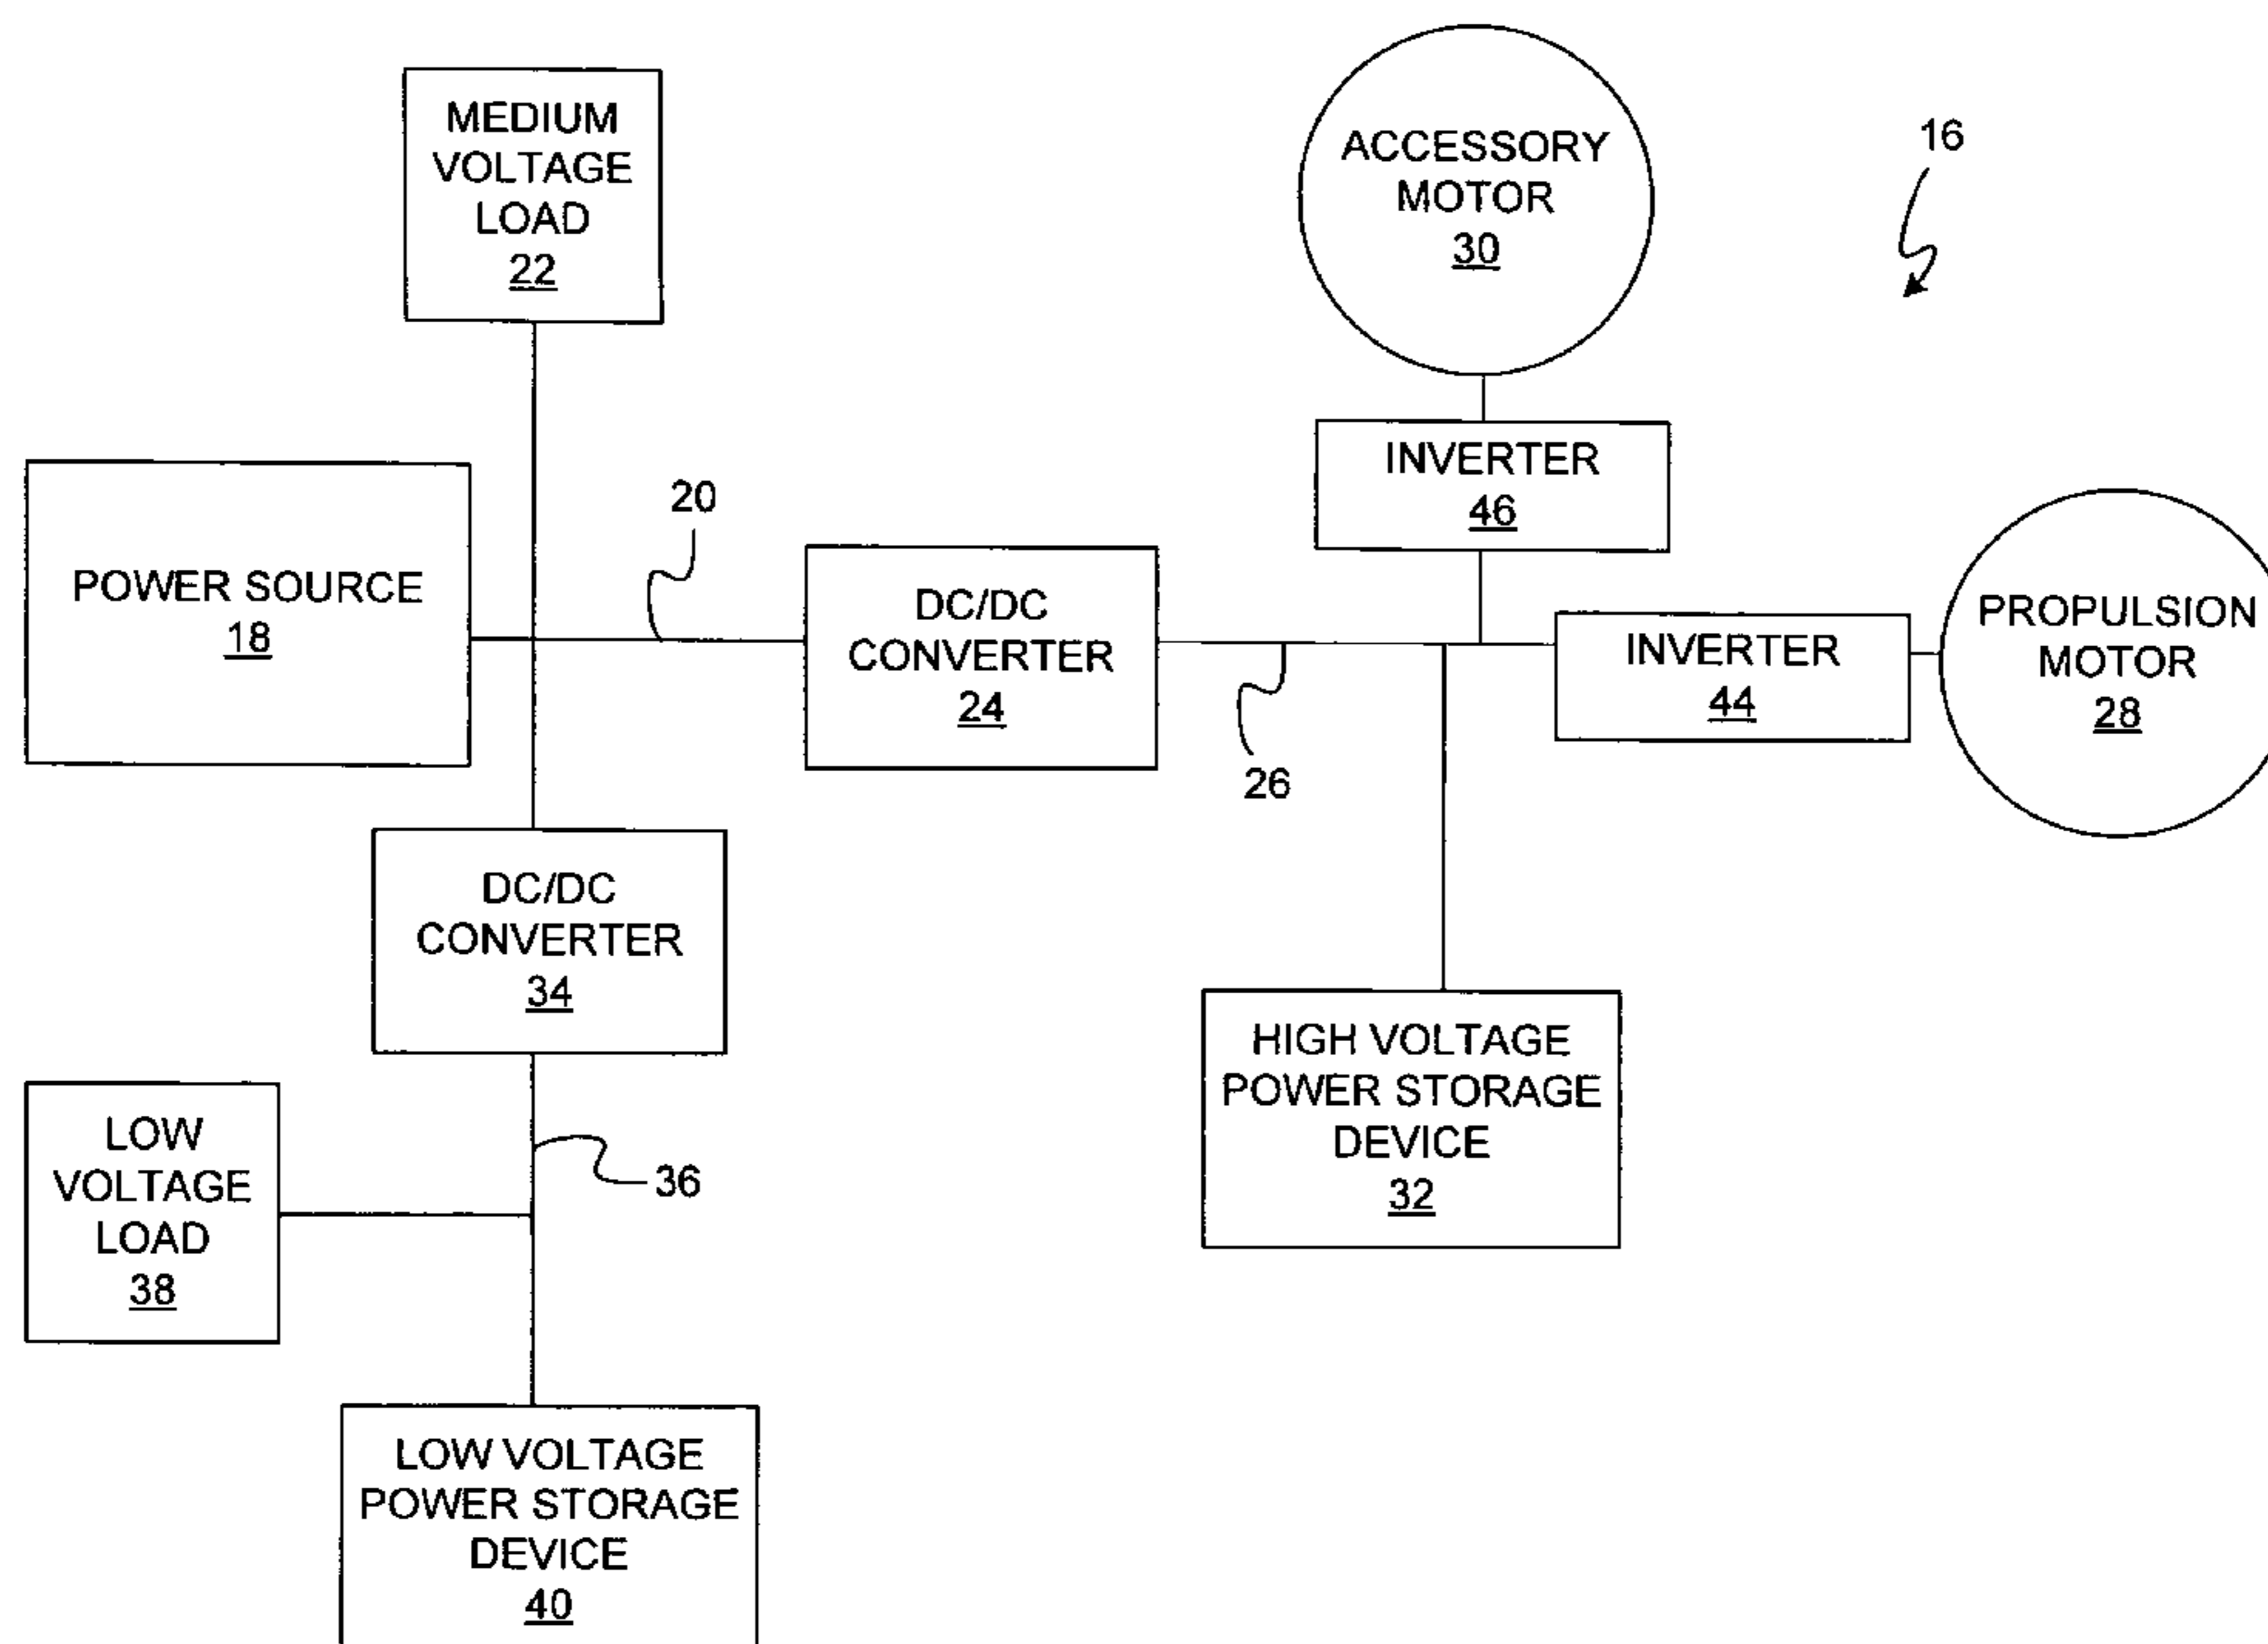 MEDIUM
VOLTAGE
LOAD
22
ACCESSORY
MOTOR
30
16
INVERTER
46
20
POWER SOURCE
18
DC/DC
CONVERTER
24
26
INVERTER
44
PROPULSION
MOTOR
28
DC/DC
CONVERTER
34
36
LOW
VOLTAGE
LOAD
38
HIGH VOLTAGE
POWER STORAGE
DEVICE
32
LOW VOLTAGE
POWER STORAGE
DEVICE
40